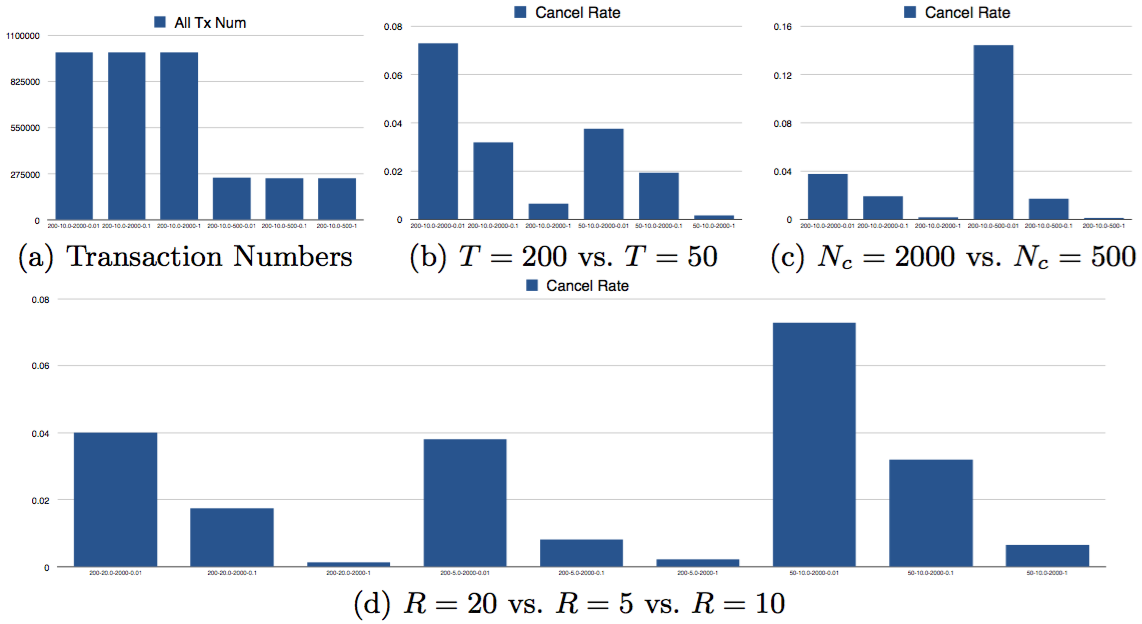 All Tx Num
1100000
825000
550000
275000
0
200-10.0-2000-0.01 200-10.0-2000-0.1 200-10.0-2000-1 200-10.0-500-0.01 200-10.0-500-0.1 200-10.0-500-1
(a) Transaction Numbers
Cancel Rate
0.08
0.06
0.04
0.02
0
200-10.0-2000-0.01 200-10.0-2000-0.1 200-10.0-2000-1 50-10.0-2000-0.01 50-10.0-2000-0.1 50-10.0-2000-1
(b) T = 200 vs. T = 50
Cancel Rate
0.16
0.12
0.08
0.04
0
200-10.0-2000-0.01 200-10.0-2000-0.1 200-10.0-2000-1 200-10.0-500-0.01 200-10.0-500-0.1 200-10.0-500-1
(c) N_c = 2000 vs. N_c = 500
Cancel Rate
0.08
0.06
0.04
0.02
0
200-20.0-2000-0.01 200-20.0-2000-0.1 200-20.0-2000-1 200-5.0-2000-0.01 200-5.0-2000-0.1 200-5.0-2000-1 50-10.0-2000-0.01 50-10.0-2000-0.1 50-10.0-2000-1
(d) R = 20 vs. R = 5 vs. R = 10